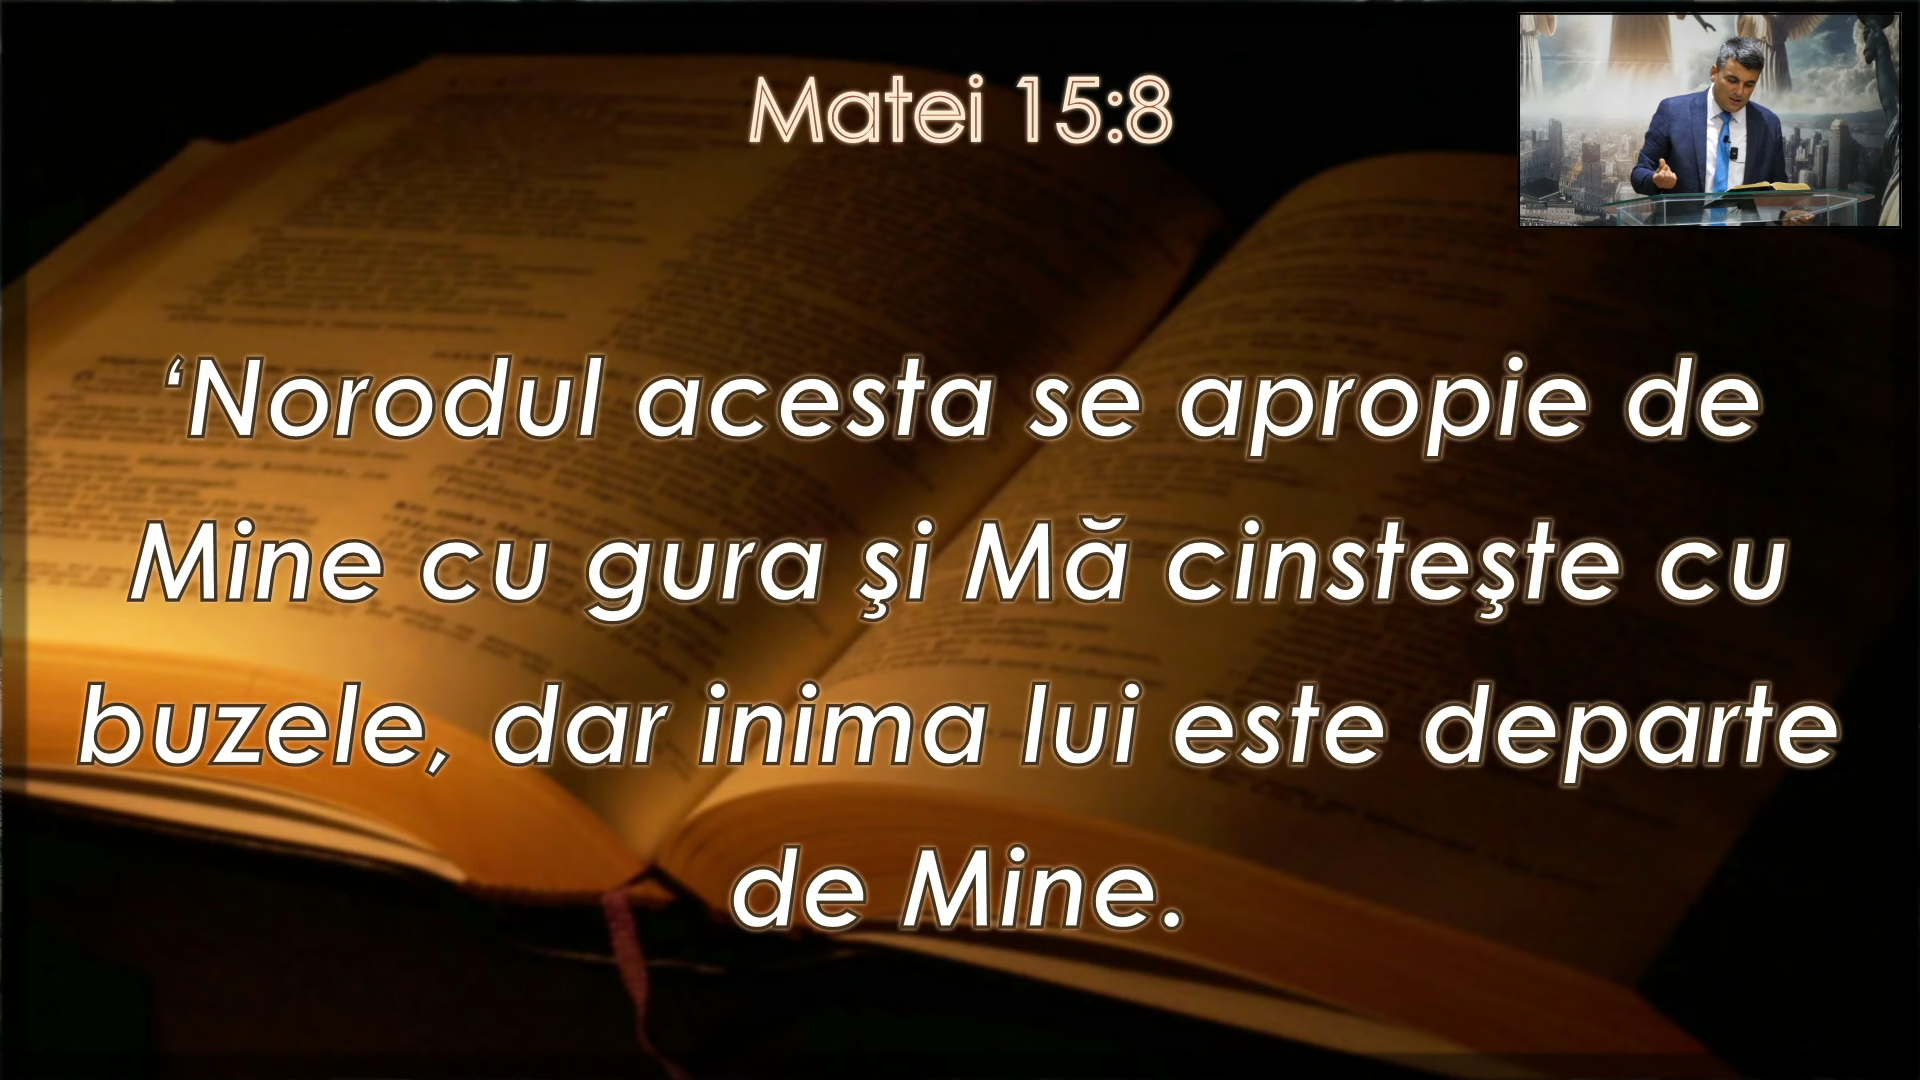 Matei 15:8
‘Norodul acesta se apropie de
Mine cu gura şi Mă cinsteşte cu
buzele, dar inima lui este departe
de Mine.